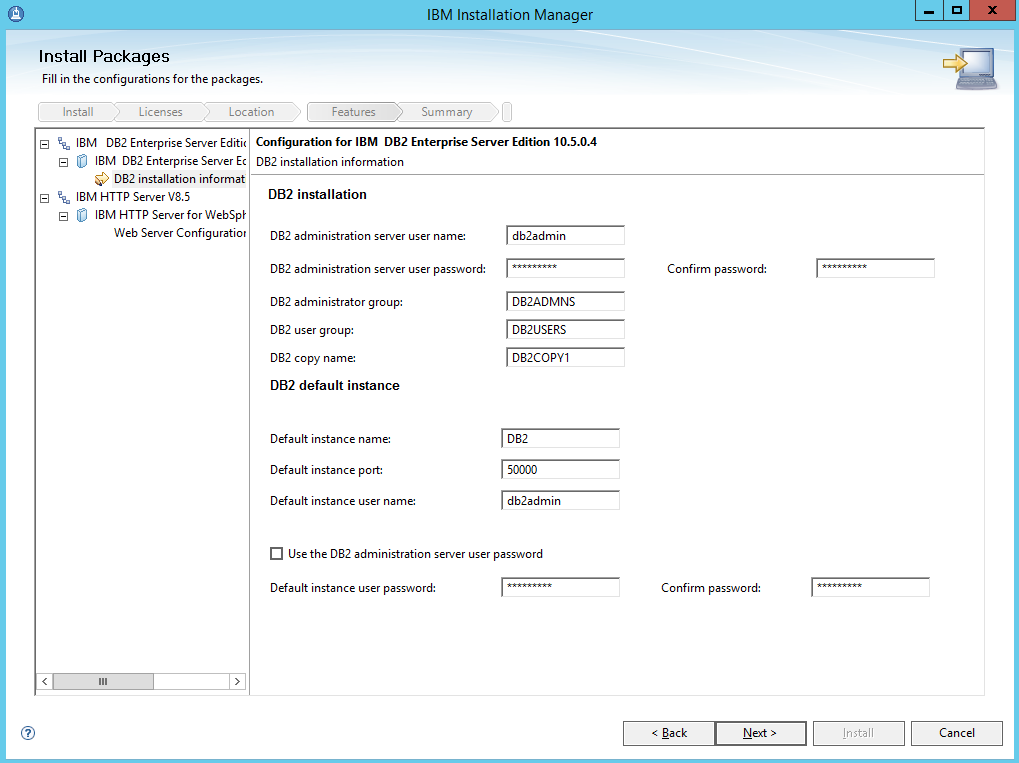 IBM Installation Manager
Install Packages
Fill in the configurations for the packages.
Install Licenses Location Features Summary
IBM DB2 Enterprise Server Editic
IBM DB2 Enterprise Server Ec
DB2 installation informat
IBM HTTP Server V8.5
IBM HTTP Server for WebSph
Web Server Configuration
Configuration for IBM DB2 Enterprise Server Edition 10.5.0.4
DB2 installation information
DB2 installation
DB2 administration server user name: db2admin
DB2 administration server user password: ********* Confirm password: *********
DB2 administrator group: DB2ADMNS
DB2 user group: DB2USERS
DB2 copy name: DB2COPY1
DB2 default instance
Default instance name: DB2
Default instance port: 50000
Default instance user name: db2admin
Use the DB2 administration server user password
Default instance user password: ********* Confirm password: *********
< Back Next > Install Cancel